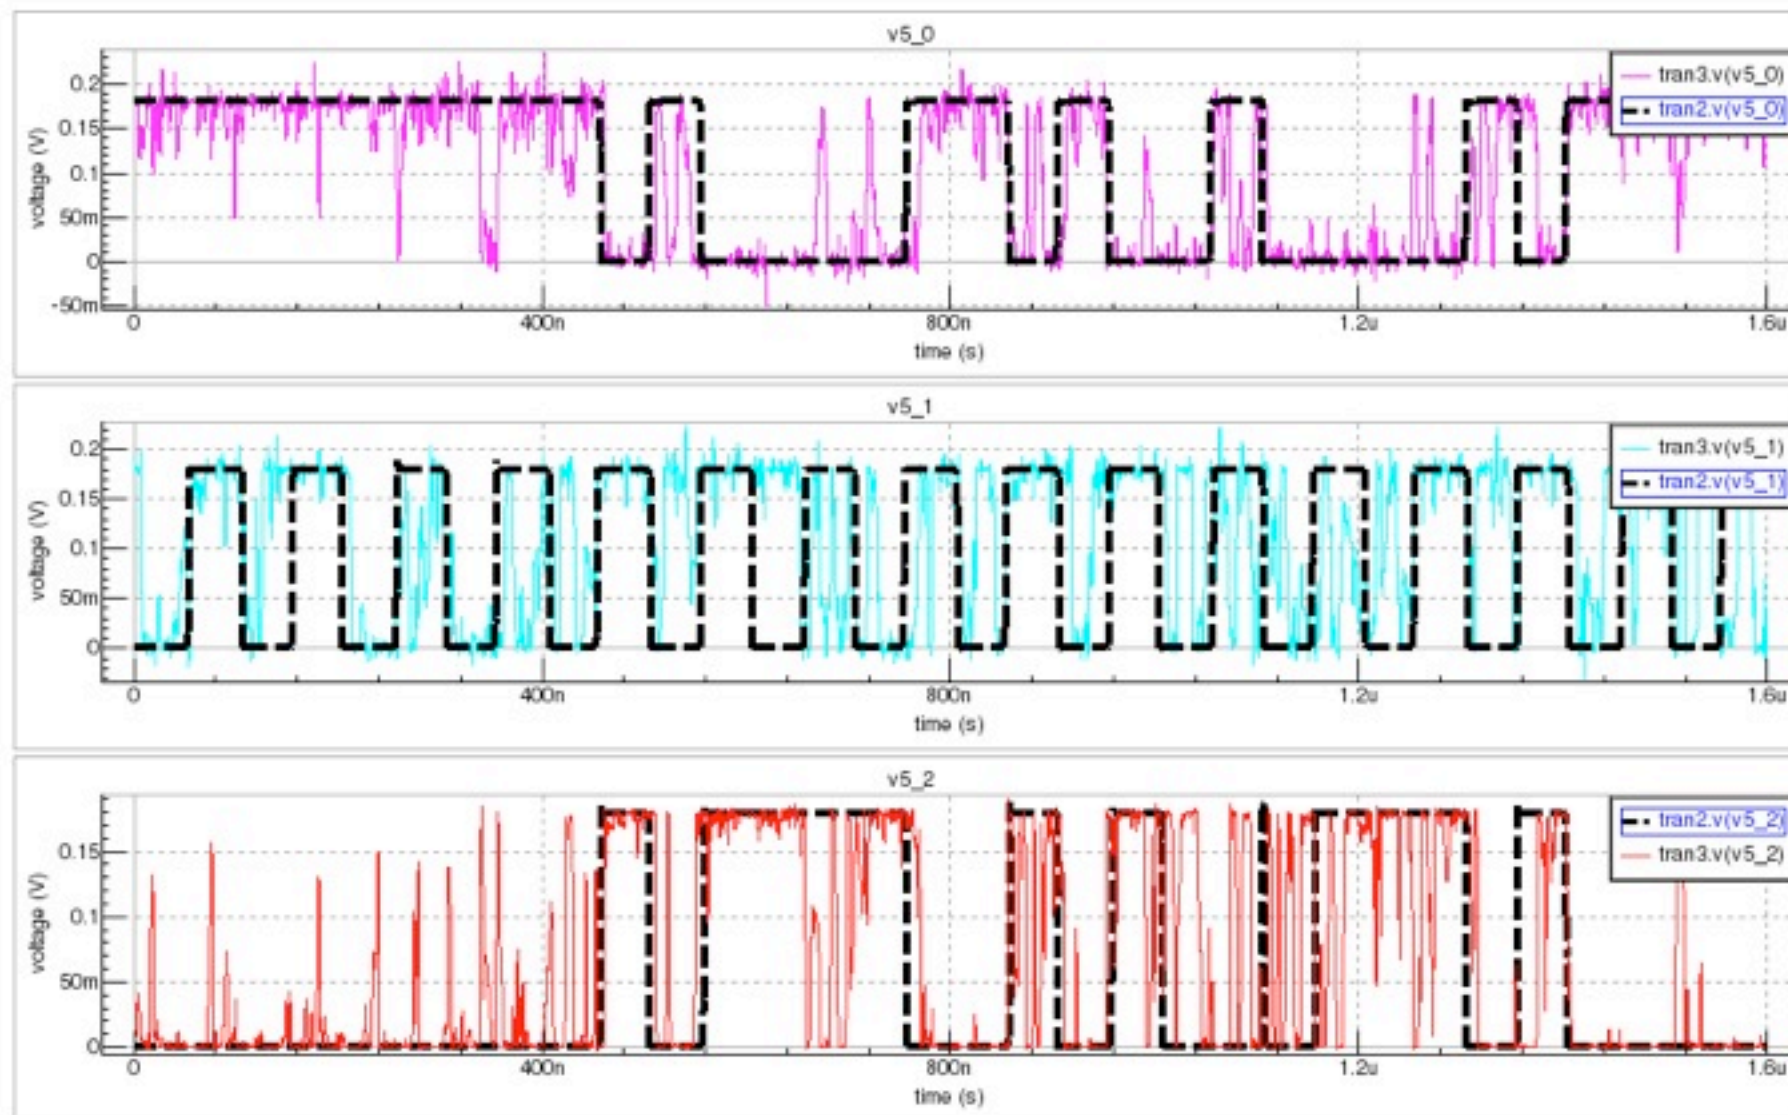 v5_0
voltage (V)
0.2
0.15
0.1
50m
0
-50m
0 400n 800n 1.2u 1.6u
time (s)
tran3.v(v5_0)
tran2.v(v5_0)
v5_1
voltage (V)
0.2
0.15
0.1
50m
0
0 400n 800n 1.2u 1.6u
time (s)
tran3.v(v5_1)
tran2.v(v5_1)
v5_2
voltage (V)
0.15
0.1
50m
0
0 400n 800n 1.2u 1.6u
time (s)
tran2.v(v5_2)
tran3.v(v5_2)